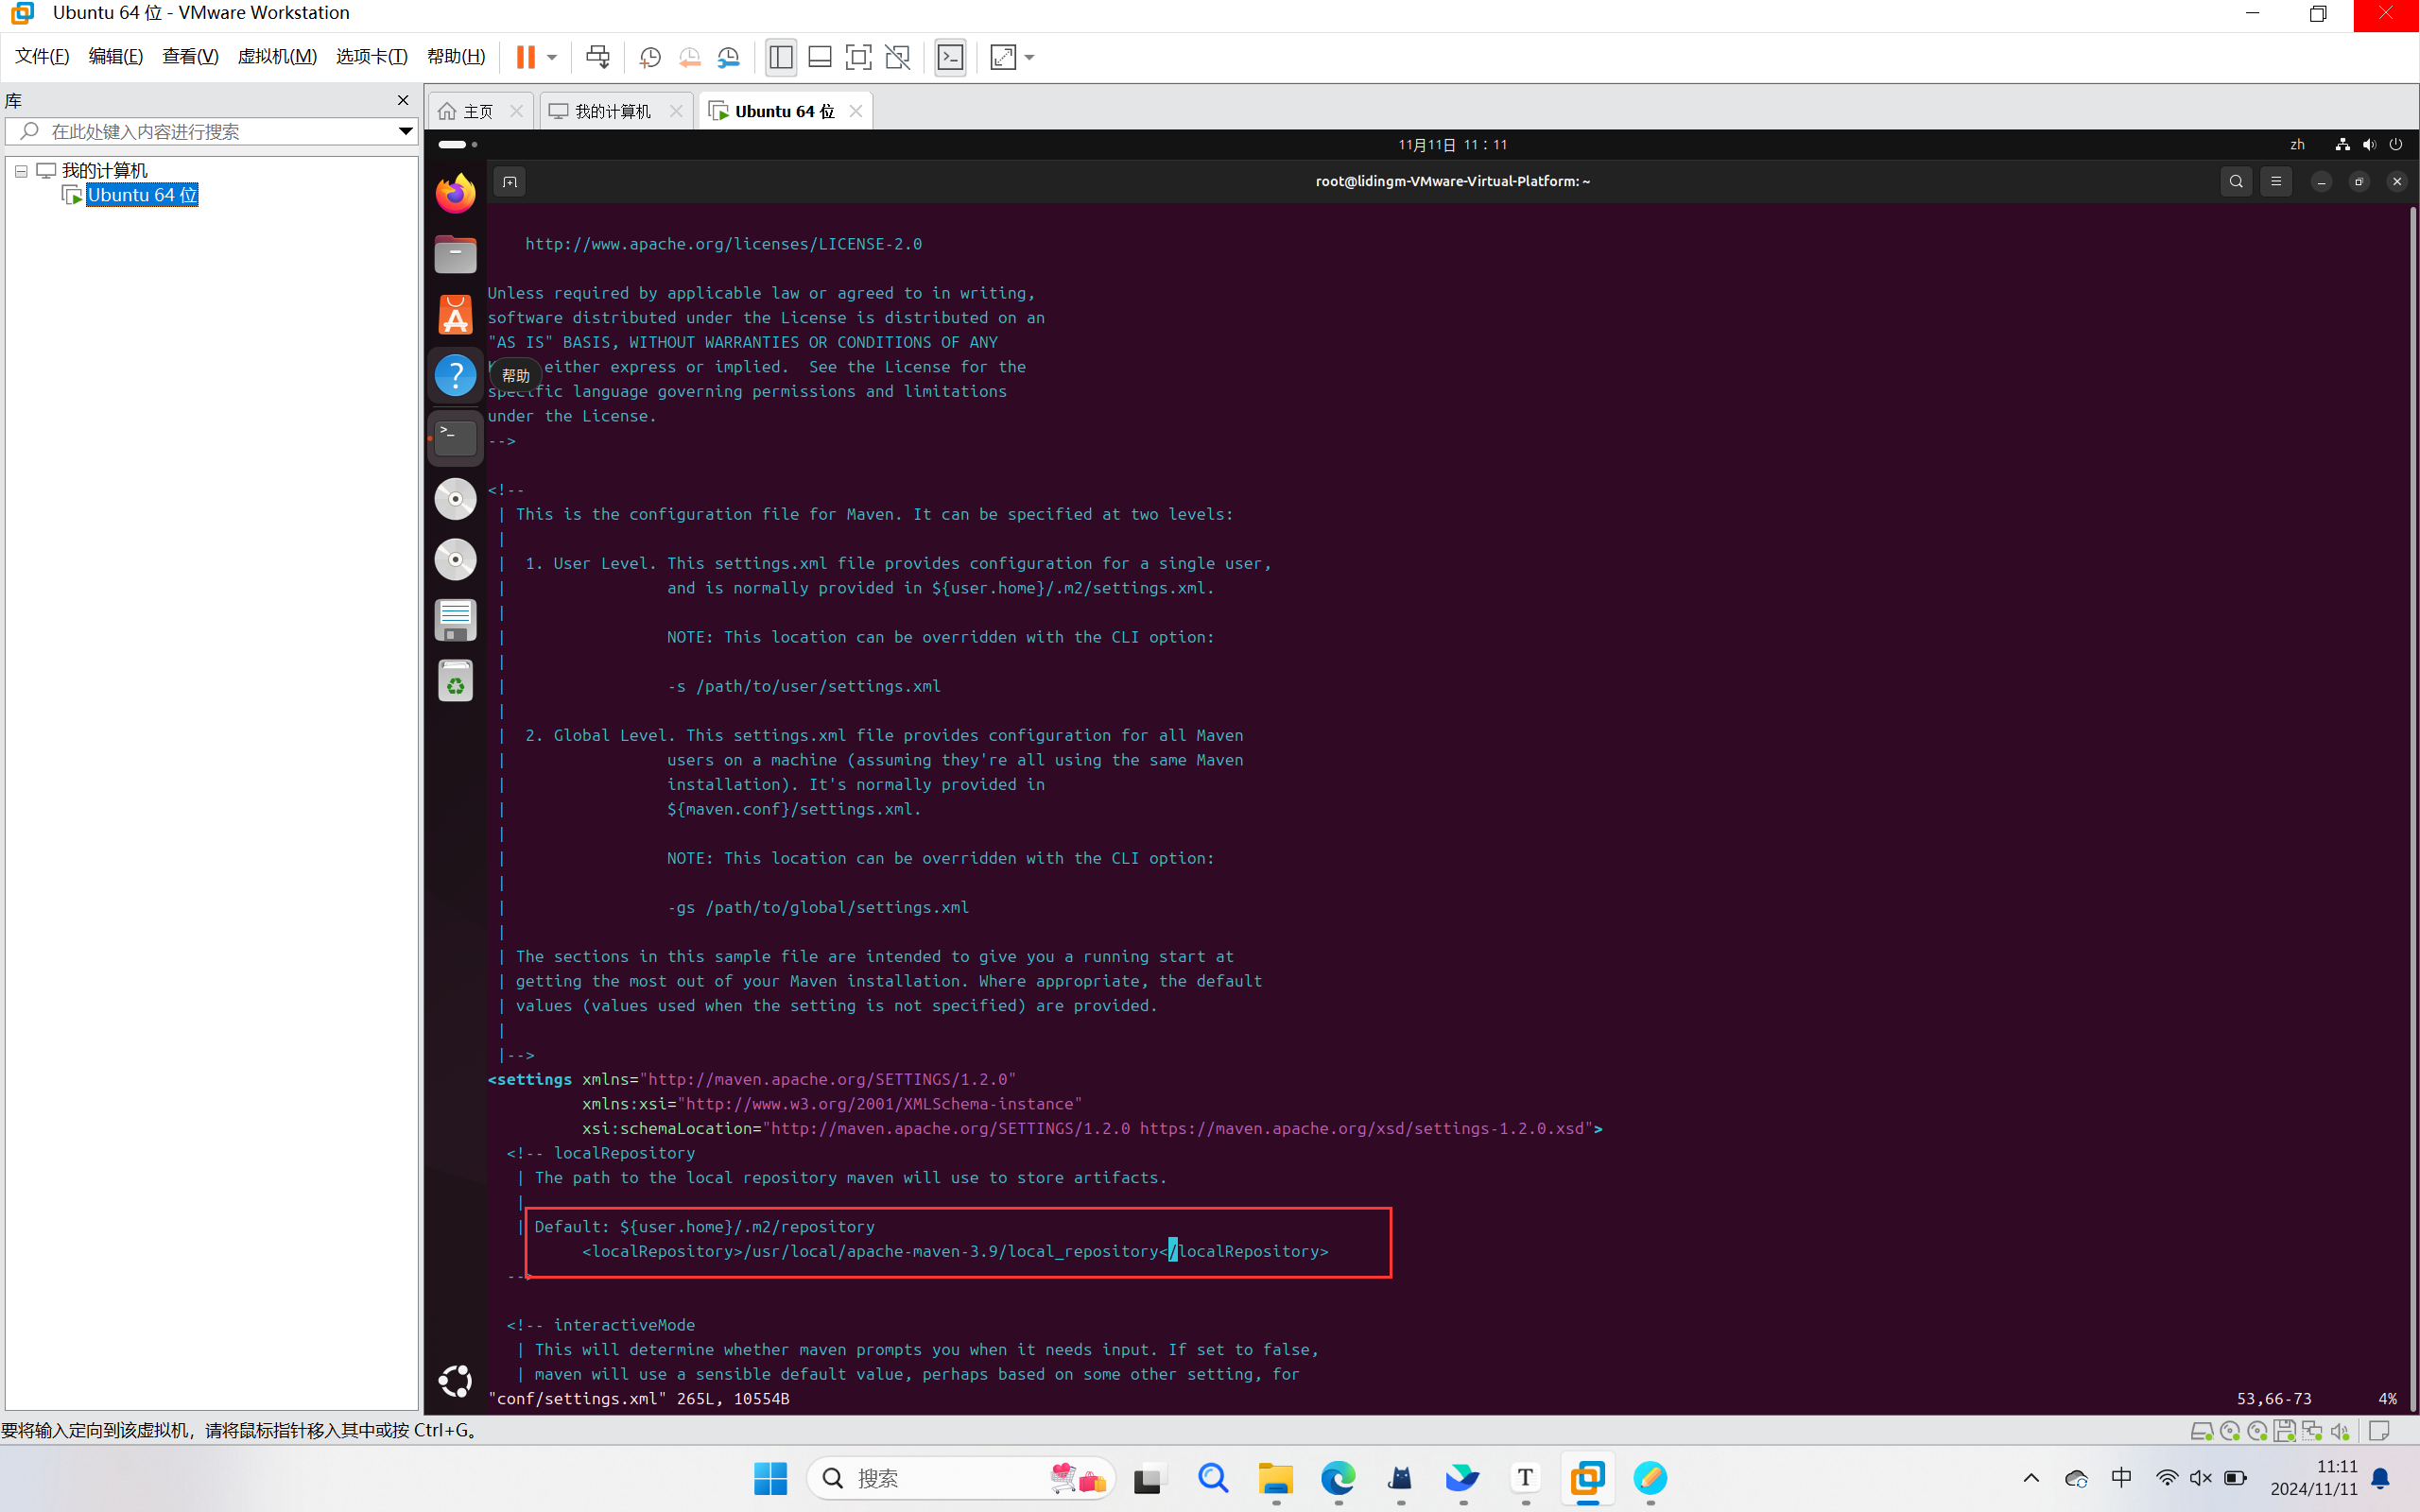 Ubuntu 64 位 - VMware Workstation
文件(F) 编辑(E) 查看(V) 虚拟机(M) 选项卡(T) 帮助(H)
库
在此处键入内容进行搜索
我的计算机
Ubuntu 64 位
主页 我的计算机 Ubuntu 64 位
11月11日 11：11
zh
root@lidingm-VMware-Virtual-Platform: ~
http://www.apache.org/licenses/LICENSE-2.0
Unless required by applicable law or agreed to in writing,
software distributed under the License is distributed on an
"AS IS" BASIS, WITHOUT WARRANTIES OR CONDITIONS OF ANY
either express or implied.  See the License for the
帮助
specific language governing permissions and limitations
under the License.
-->
<!--
| This is the configuration file for Maven. It can be specified at two levels:
|
|  1. User Level. This settings.xml file provides configuration for a single user,
|                 and is normally provided in ${user.home}/.m2/settings.xml.
|
|                 NOTE: This location can be overridden with the CLI option:
|
|                 -s /path/to/user/settings.xml
|
|  2. Global Level. This settings.xml file provides configuration for all Maven
|                 users on a machine (assuming they're all using the same Maven
|                 installation). It's normally provided in
|                 ${maven.conf}/settings.xml.
|
|                 NOTE: This location can be overridden with the CLI option:
|
|                 -gs /path/to/global/settings.xml
|
| The sections in this sample file are intended to give you a running start at
| getting the most out of your Maven installation. Where appropriate, the default
| values (values used when the setting is not specified) are provided.
|
|-->
<settings xmlns="http://maven.apache.org/SETTINGS/1.2.0"
xmlns:xsi="http://www.w3.org/2001/XMLSchema-instance"
xsi:schemaLocation="http://maven.apache.org/SETTINGS/1.2.0 https://maven.apache.org/xsd/settings-1.2.0.xsd">
<!-- localRepository
| The path to the local repository maven will use to store artifacts.
|
| Default: ${user.home}/.m2/repository
<localRepository>/usr/local/apache-maven-3.9/local_repository</localRepository>
-->
<!-- interactiveMode
| This will determine whether maven prompts you when it needs input. If set to false,
| maven will use a sensible default value, perhaps based on some other setting, for
"conf/settings.xml" 265L, 10554B 53,66-73 4%
要将输入定向到该虚拟机，请将鼠标指针移入其中或按 Ctrl+G。
搜索
中
11:11
2024/11/11